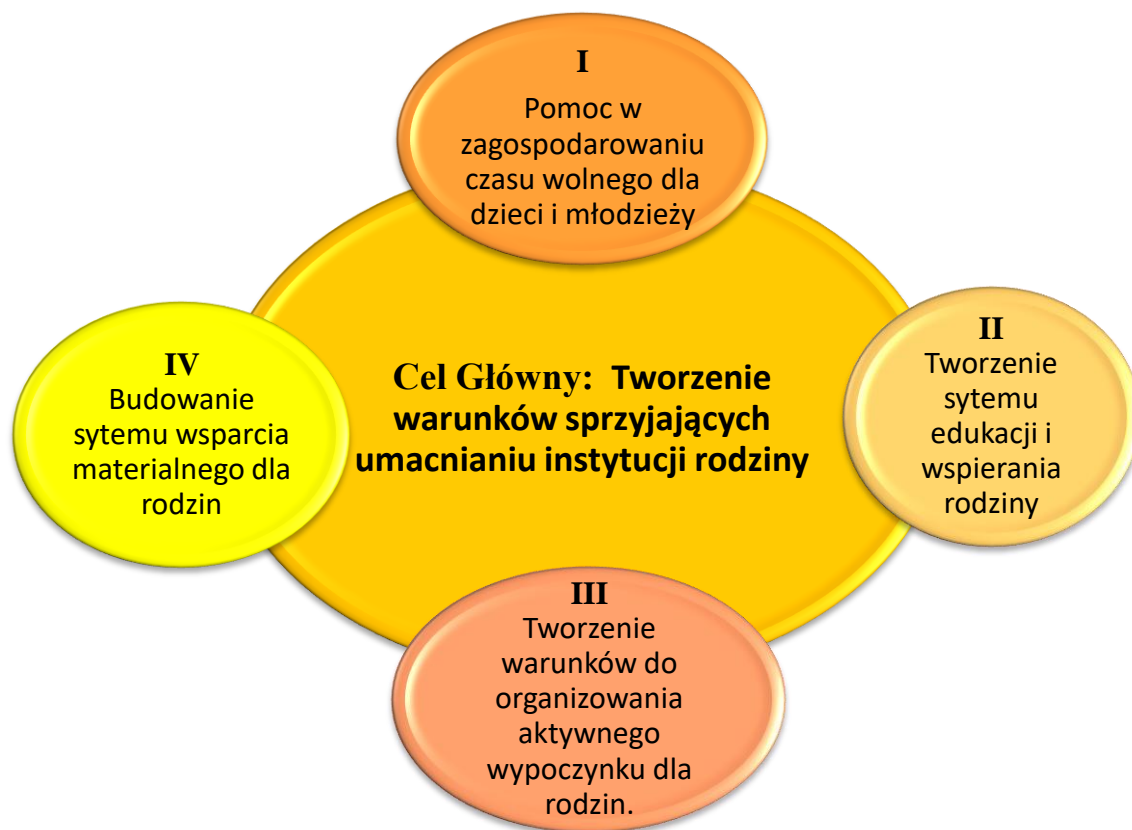 I
Pomoc w
zagospodarowaniu
czasu wolnego dla
dzieci i młodzieży
II
Tworzenie
sytemu
edukacji i
wspierania
rodziny
Cel Główny: Tworzenie
warunków sprzyjających
umacnianiu instytucji rodziny
III
Tworzenie
warunków do
organizowania
aktywnego
wypoczynku dla
rodzin.
IV
Budowanie
sytemu wsparcia
materialnego dla
rodzin